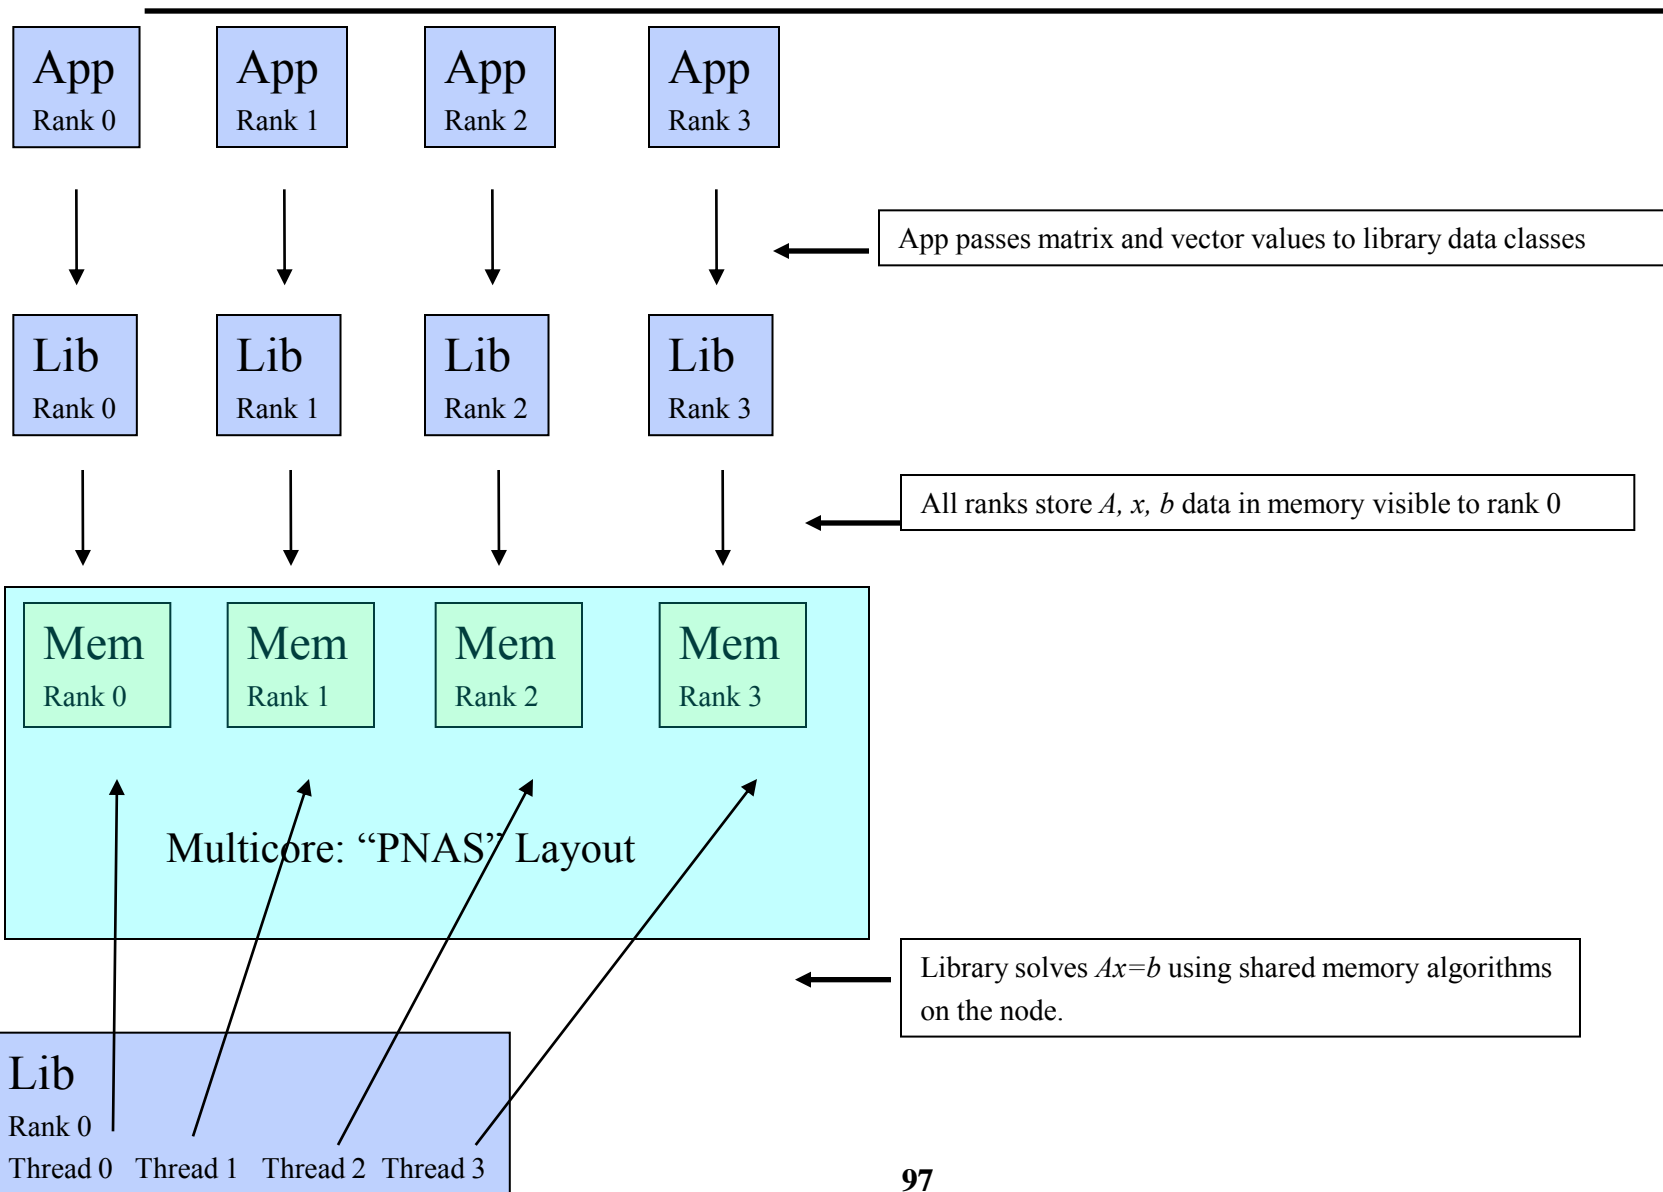 App App App App
Rank 0 Rank 1 Rank 2 Rank 3
App passes matrix and vector values to library data classes
Lib Lib Lib Lib
Rank 0 Rank 1 Rank 2 Rank 3
All ranks store A, x, b data in memory visible to rank 0
Mem Mem Mem Mem
Rank 0 Rank 1 Rank 2 Rank 3
Multicore: “PNAS” Layout
Library solves Ax=b using shared memory algorithms
on the node.
Lib
Rank 0
Thread 0 Thread 1 Thread 2 Thread 3
97